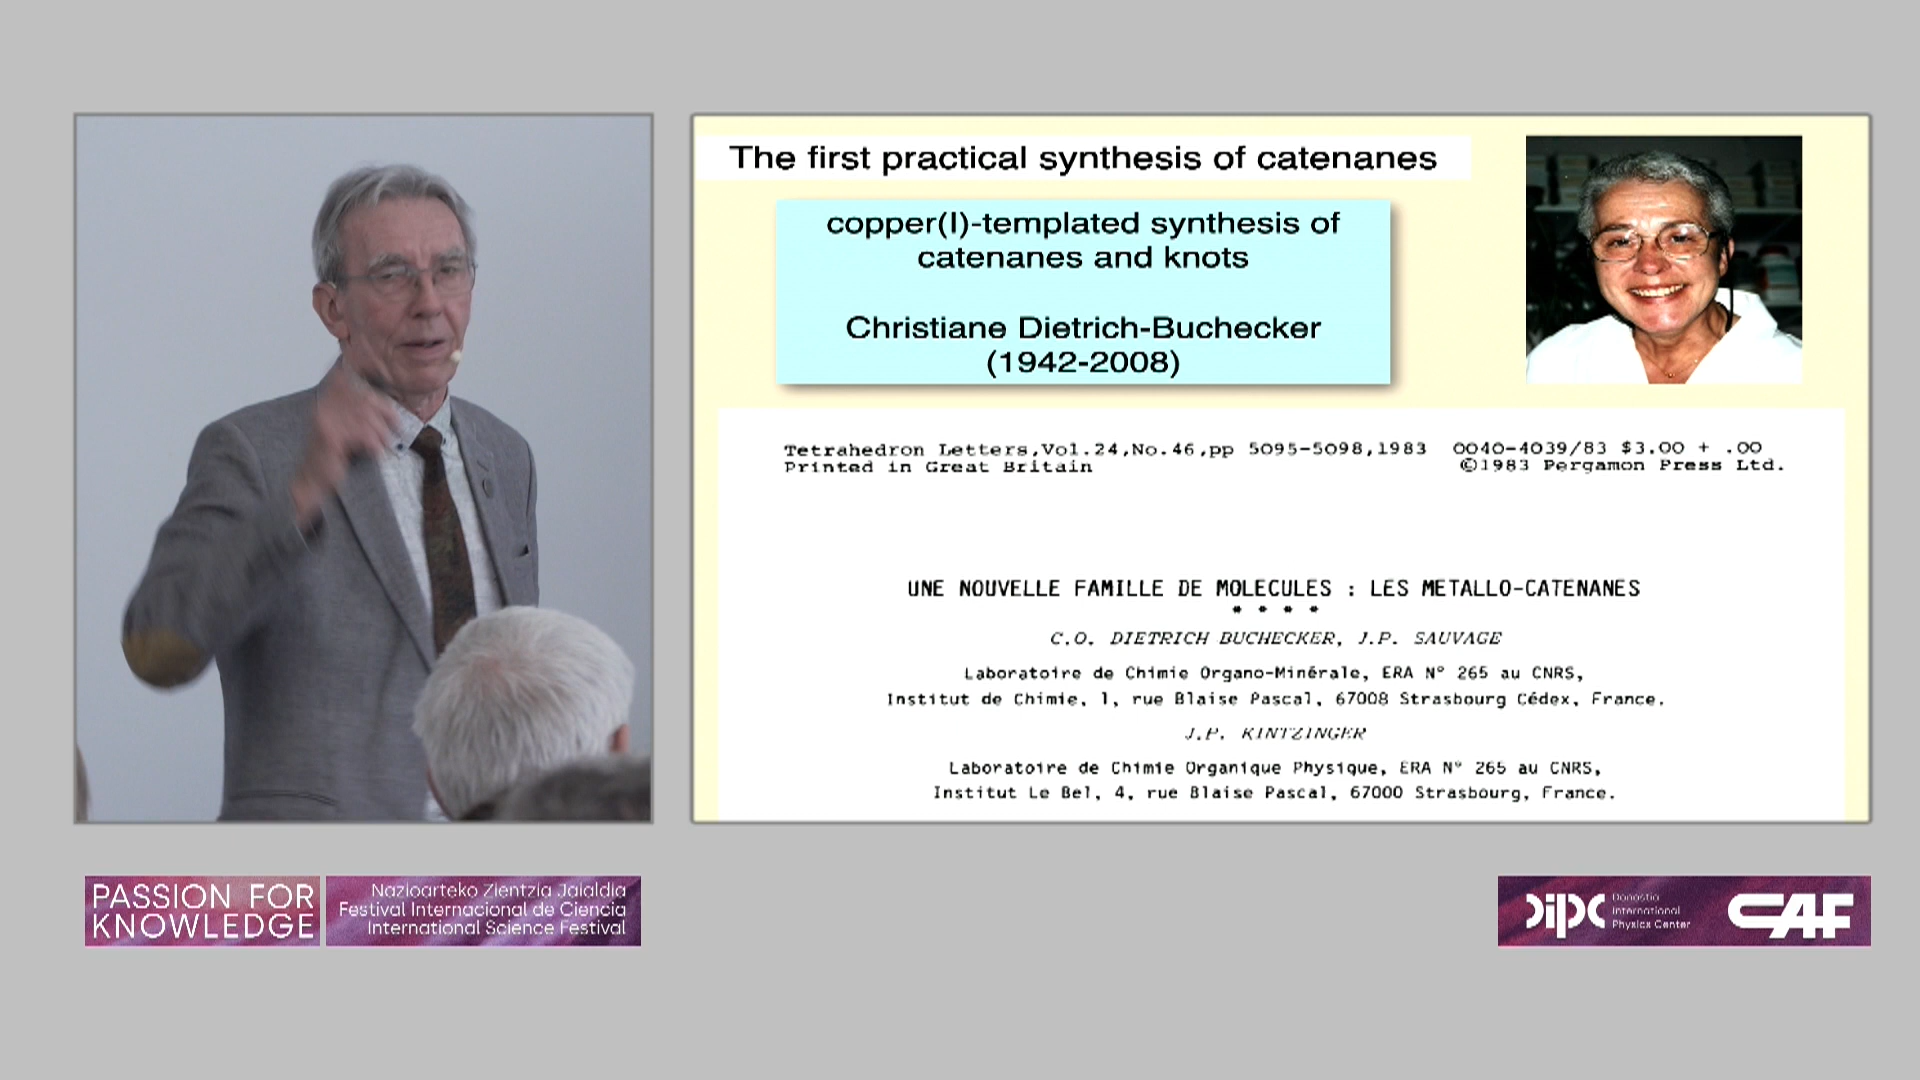 The first practical synthesis of catenanes
copper(I)-templated synthesis of
catenanes and knots
Christiane Dietrich-Buchecker
(1942-2008)
Tetrahedron Letters,Vol.24,No.46,pp 5095-5098,1983 0040-4039/83 $3.00 + .00
Printed in Great Britain ©1983 Pergamon Press Ltd.
UNE NOUVELLE FAMILLE DE MOLECULES : LES METALLO-CATENANES
* * * *
C.O. DIETRICH BUCHECKER, J.P. SAUVAGE
Laboratoire de Chimie Organo-Minérale, ERA N° 265 au CNRS,
Institut de Chimie, 1, rue Blaise Pascal, 67008 Strasbourg Cédex, France.
J.P. KINTZINGER
Laboratoire de Chimie Organique Physique, ERA N° 265 au CNRS,
Institut Le Bel, 4, rue Blaise Pascal, 67000 Strasbourg, France.
PASSION FOR
KNOWLEDGE
Nazioarteko Zientzia Jaialdia
Festival Internacional de Ciencia
International Science Festival
dipc
Donostia
International
Physics Center
CAF